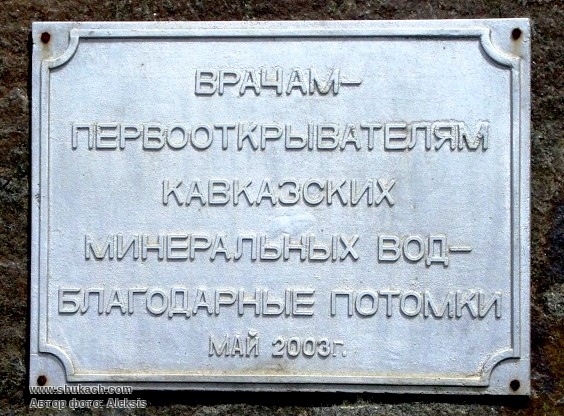 ВРАЧАМ–
ПЕРВООТКРЫВАТЕЛЯМ
КАВКАЗСКИХ
МИНЕРАЛЬНЫХ ВОД–
БЛАГОДАРНЫЕ ПОТОМКИ
МАЙ 2003г.
www.shukach.com
Автор фото: Aleksis